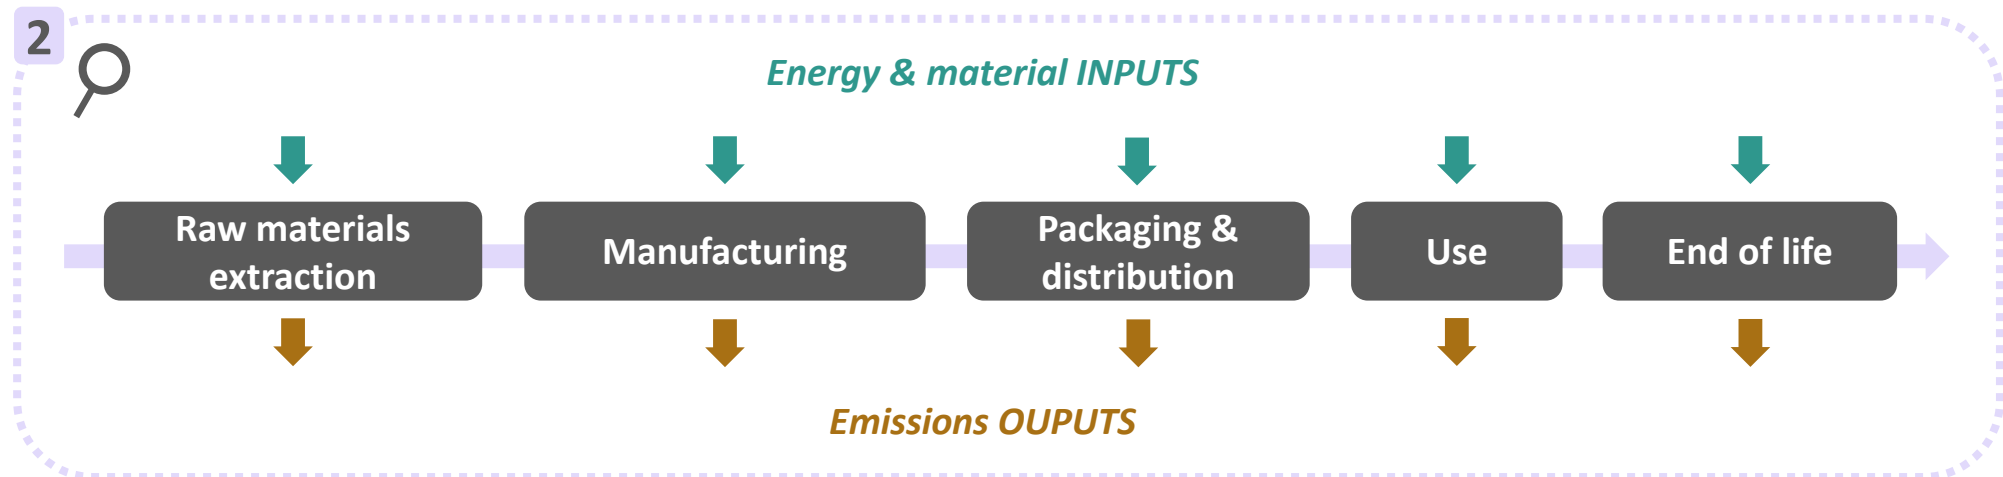 2
Energy & material INPUTS
Raw materials
extraction
Manufacturing
Packaging &
distribution
Use
End of life
Emissions OUPUTS